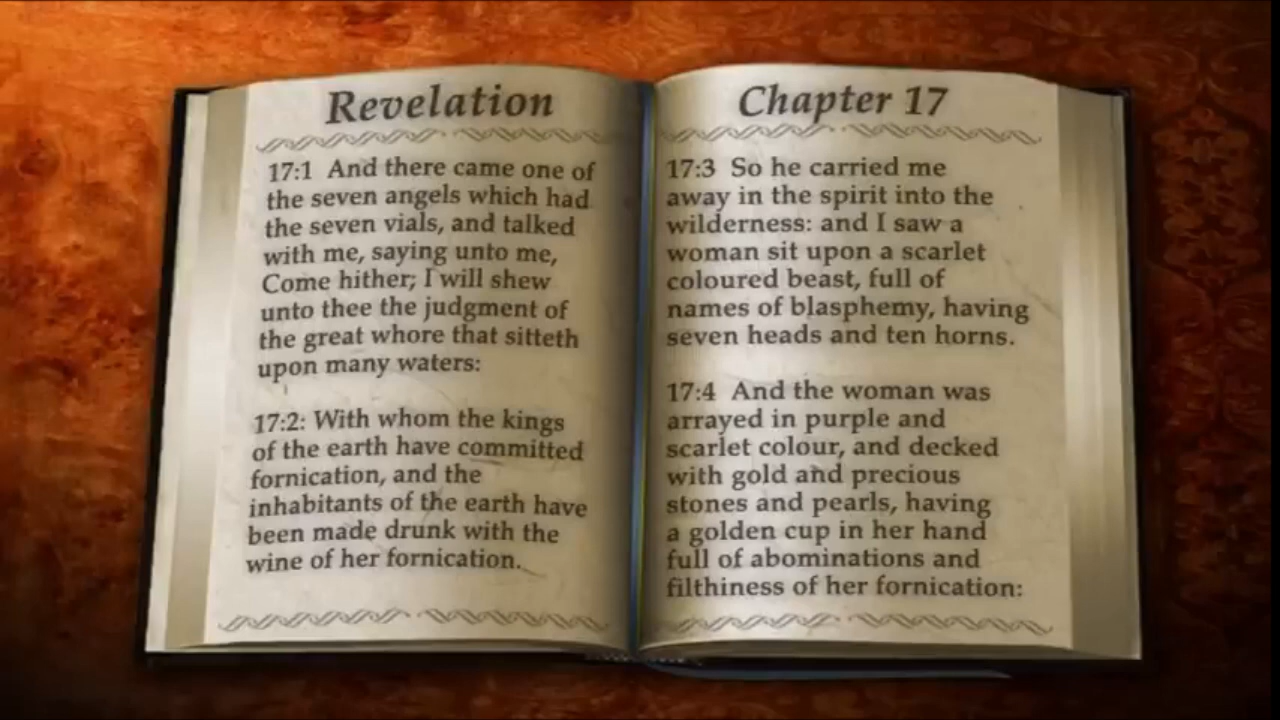 Revelation
17:1 And there came one of
the seven angels which had
the seven vials, and talked
with me, saying unto me,
Come hither; I will shew
unto thee the judgment of
the great whore that sitteth
upon many waters:
17:2: With whom the kings
of the earth have committed
fornication, and the
inhabitants of the earth have
been made drunk with the
wine of her fornication.
Chapter 17
17:3 So he carried me
away in the spirit into the
wilderness: and I saw a
woman sit upon a scarlet
coloured beast, full of
names of blasphemy, having
seven heads and ten horns.
17:4 And the woman was
arrayed in purple and
scarlet colour, and decked
with gold and precious
stones and pearls, having
a golden cup in her hand
full of abominations and
filthiness of her fornication: